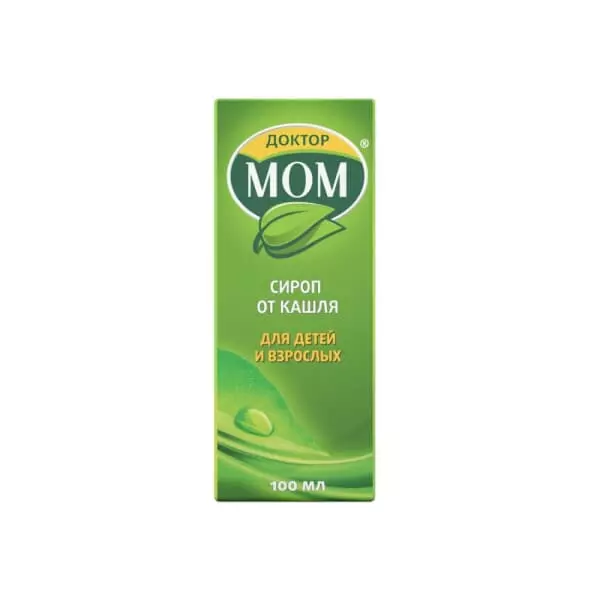 ДОКТОР
МОМ®
СИРОП
ОТ КАШЛЯ
ДЛЯ ДЕТЕЙ
И ВЗРОСЛЫХ
100 МЛ